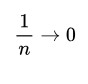 1/n → 0